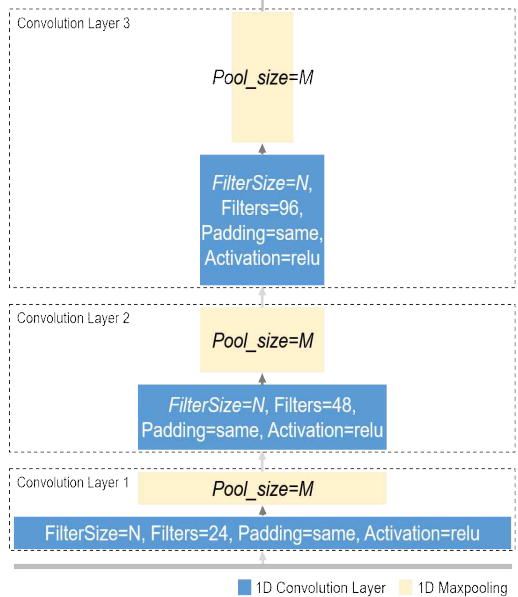 Convolution Layer 3
Pool_size=M
FilterSize=N,
Filters=96,
Padding=same,
Activation=relu
Convolution Layer 2
Pool_size=M
FilterSize=N, Filters=48,
Padding=same, Activation=relu
Convolution Layer 1
Pool_size=M
FilterSize=N, Filters=24, Padding=same, Activation=relu
1D Convolution Layer
1D Maxpooling